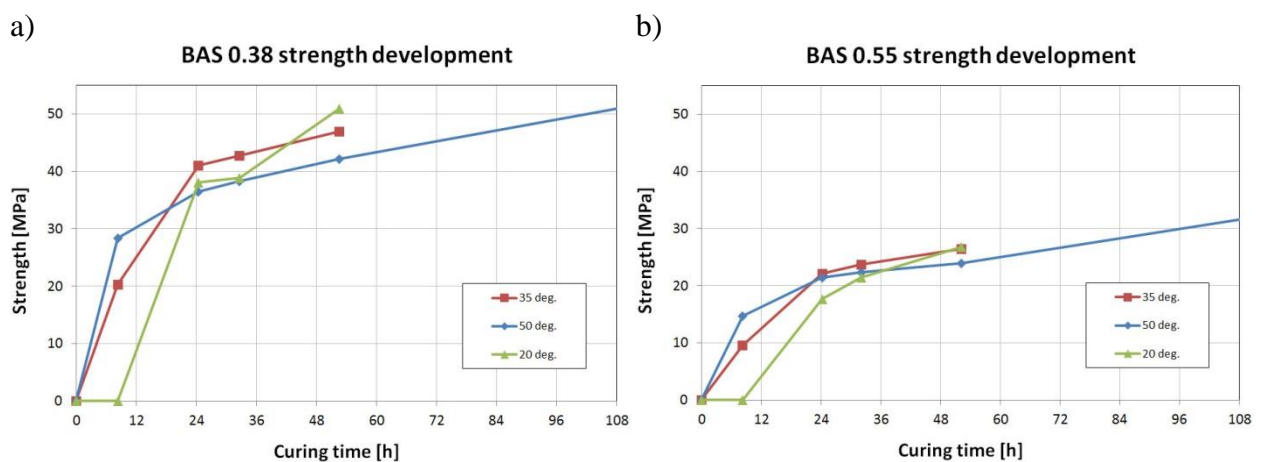 a)
BAS 0.38 strength development
Strength [MPa]
50
40
30
20
10
0
0 12 24 36 48 60 72 84 96 108
Curing time [h]
35 deg.
50 deg.
20 deg.
b)
BAS 0.55 strength development
Strength [MPa]
50
40
30
20
10
0
0 12 24 36 48 60 72 84 96 108
Curing time [h]
35 deg.
50 deg.
20 deg.